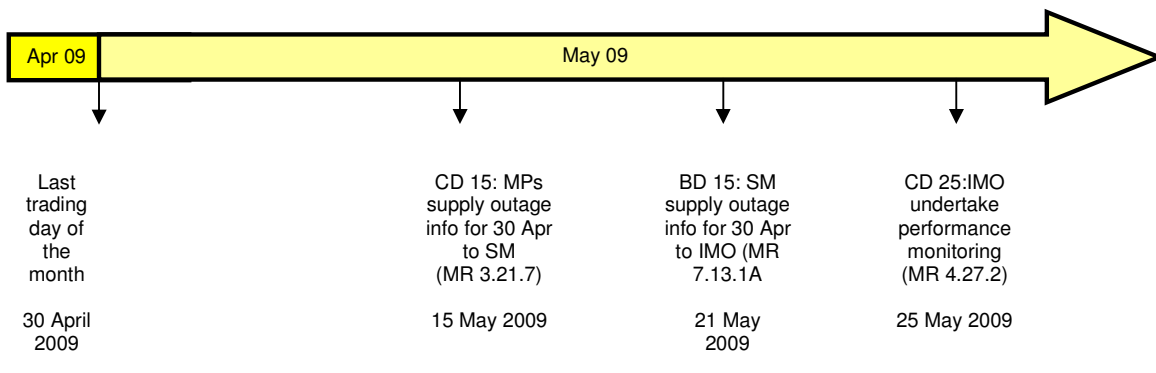 Apr 09
May 09
Last
trading
day of
the
month
30 April
2009
CD 15: MPs
supply outage
info for 30 Apr
to SM
(MR 3.21.7)
15 May 2009
BD 15: SM
supply outage
info for 30 Apr
to IMO (MR
7.13.1A
21 May
2009
CD 25:IMO
undertake
performance
monitoring
(MR 4.27.2)
25 May 2009